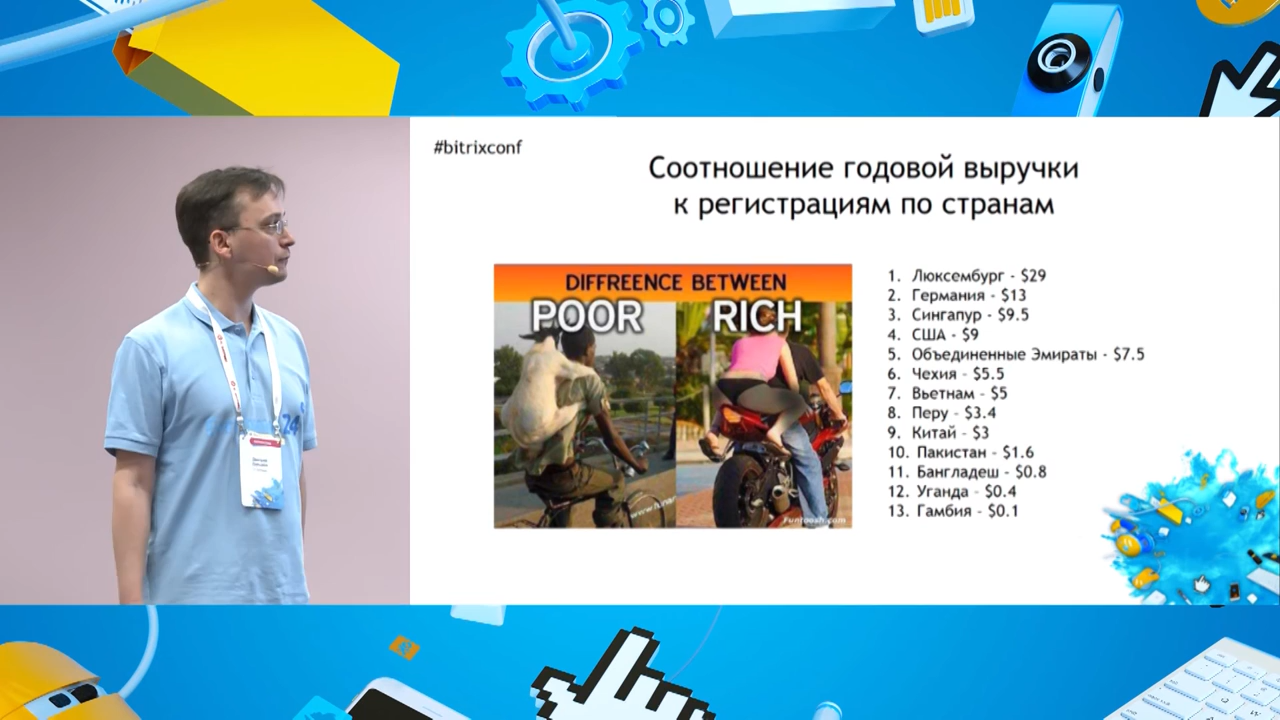 #bitrixconf
Соотношение годовой выручки
к регистрациям по странам
DIFFREENCE BETWEEN
POOR
RICH
Funtoosh.com
1. Люксембург - $29
2. Германия - $13
3. Сингапур - $9.5
4. США - $9
5. Объединенные Эмираты - $7.5
6. Чехия - $5.5
7. Вьетнам - $5
8. Перу - $3.4
9. Китай - $3
10. Пакистан - $1.6
11. Бангладеш - $0.8
12. Уганда - $0.4
13. Гамбия - $0.1
24